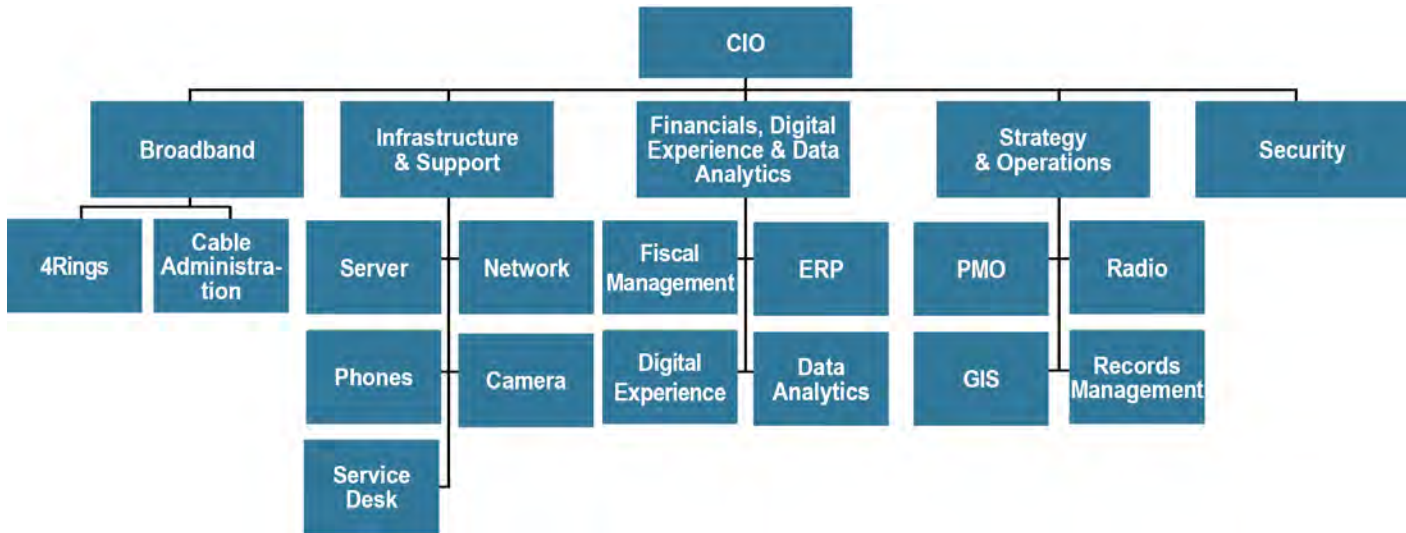 CIO
Broadband
Infrastructure
& Support
Financials, Digital
Experience & Data
Analytics
Strategy
& Operations
Security
4Rings
Cable
Administra-
tion
Server
Network
Fiscal
Management
ERP
PMO
Radio
Phones
Camera
Digital
Experience
Data
Analytics
GIS
Records
Management
Service
Desk